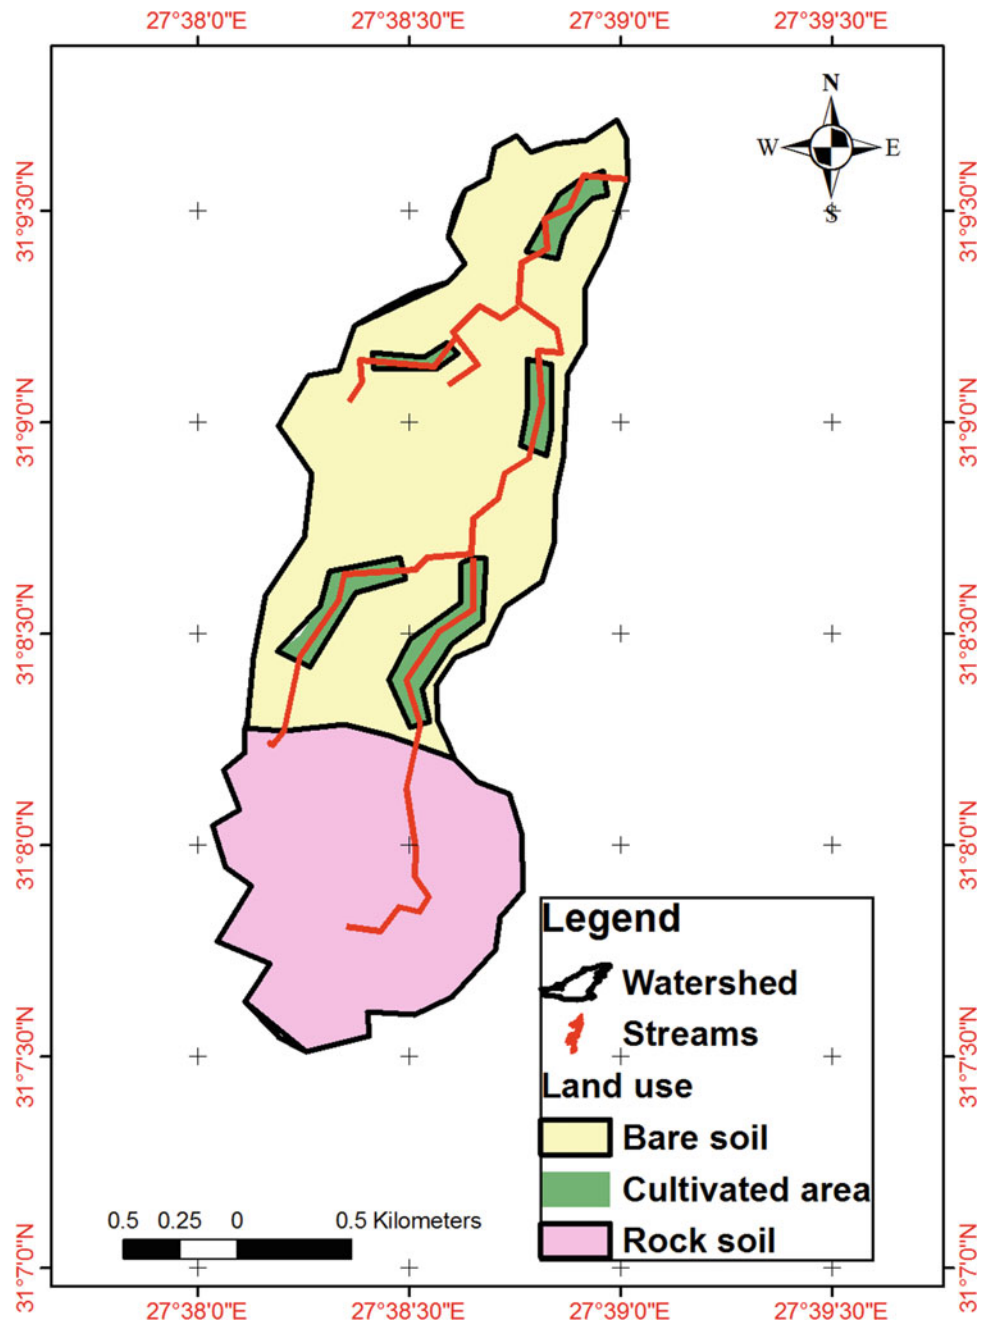 27°38'0"E 27°38'30"E 27°39'0"E 27°39'30"E
N
W E
S
31°9'30"N 31°9'30"N
31°9'0"N 31°9'0"N
31°8'30"N 31°8'30"N
31°8'0"N 31°8'0"N
31°7'30"N 31°7'30"N
31°7'0"N 31°7'0"N
Legend
Watershed
Streams
Land use
Bare soil
Cultivated area
Rock soil
0.5 0.25 0 0.5 Kilometers
27°38'0"E 27°38'30"E 27°39'0"E 27°39'30"E